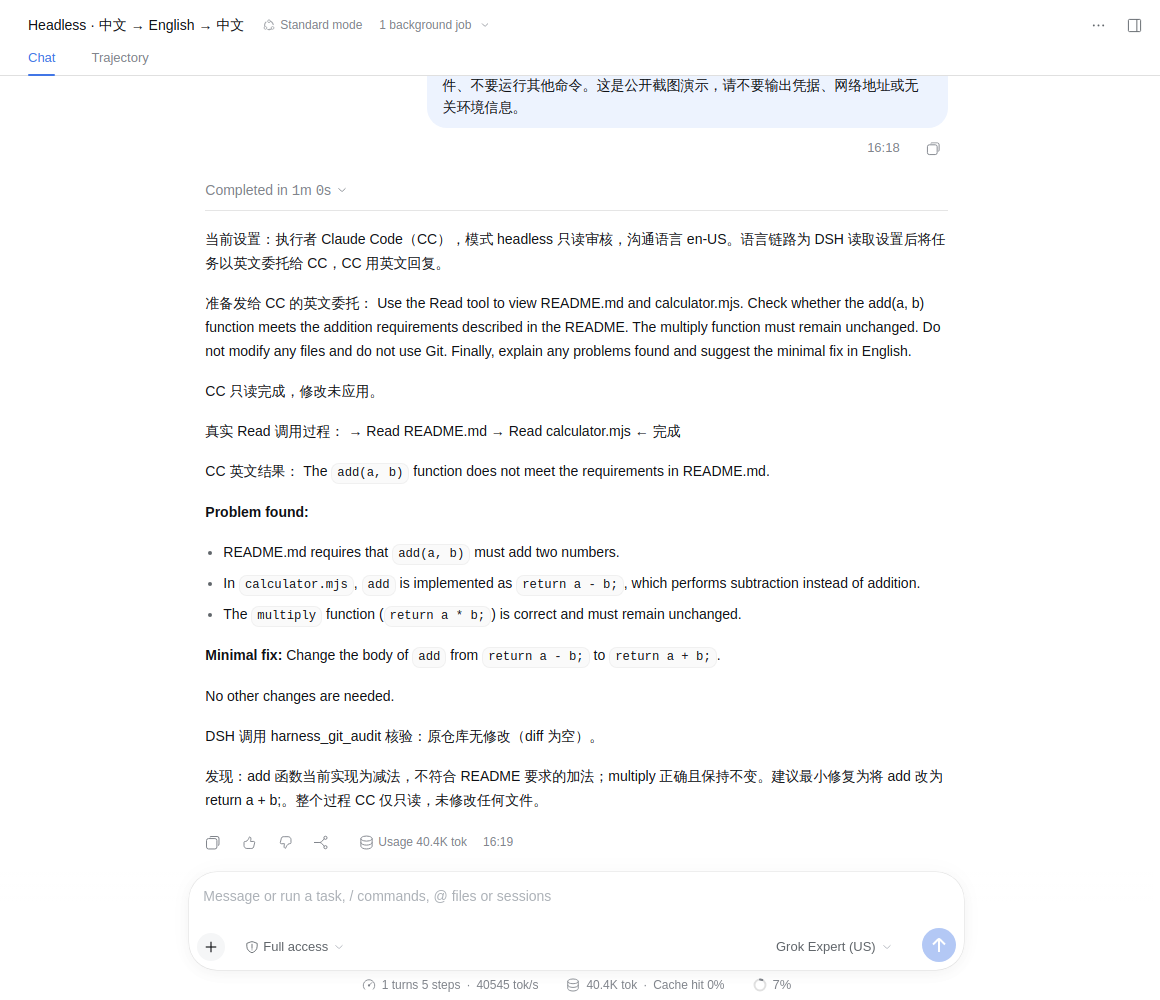 Headless · 中文 → English → 中文 Standard mode 1 background job
Chat Trajectory
件、不要运行其他命令。这是公开截图演示，请不要输出凭据、网络地址或无
关环境信息。
16:18
Completed in 1m 0s
当前设置：执行者 Claude Code（CC），模式 headless 只读审核，沟通语言 en-US。语言链路为 DSH 读取设置后将任
务以英文委托给 CC，CC 用英文回复。
准备发给 CC 的英文委托： Use the Read tool to view README.md and calculator.mjs. Check whether the add(a, b)
function meets the addition requirements described in the README. The multiply function must remain unchanged. Do
not modify any files and do not use Git. Finally, explain any problems found and suggest the minimal fix in English.
CC 只读完成，修改未应用。
真实 Read 调用过程： → Read README.md → Read calculator.mjs ← 完成
CC 英文结果： The add(a, b) function does not meet the requirements in README.md.
Problem found:
• README.md requires that add(a, b) must add two numbers.
• In calculator.mjs, add is implemented as return a - b;, which performs subtraction instead of addition.
• The multiply function (return a * b;) is correct and must remain unchanged.
Minimal fix: Change the body of add from return a - b; to return a + b;.
No other changes are needed.
DSH 调用 harness_git_audit 核验：原仓库无修改（diff 为空）。
发现：add 函数当前实现为减法，不符合 README 要求的加法；multiply 正确且保持不变。建议最小修复为将 add 改为
return a + b;。整个过程 CC 仅只读，未修改任何文件。
Usage 40.4K tok 16:19
Message or run a task, / commands, @ files or sessions
Full access Grok Expert (US)
1 turns 5 steps · 40545 tok/s 40.4K tok · Cache hit 0% 7%